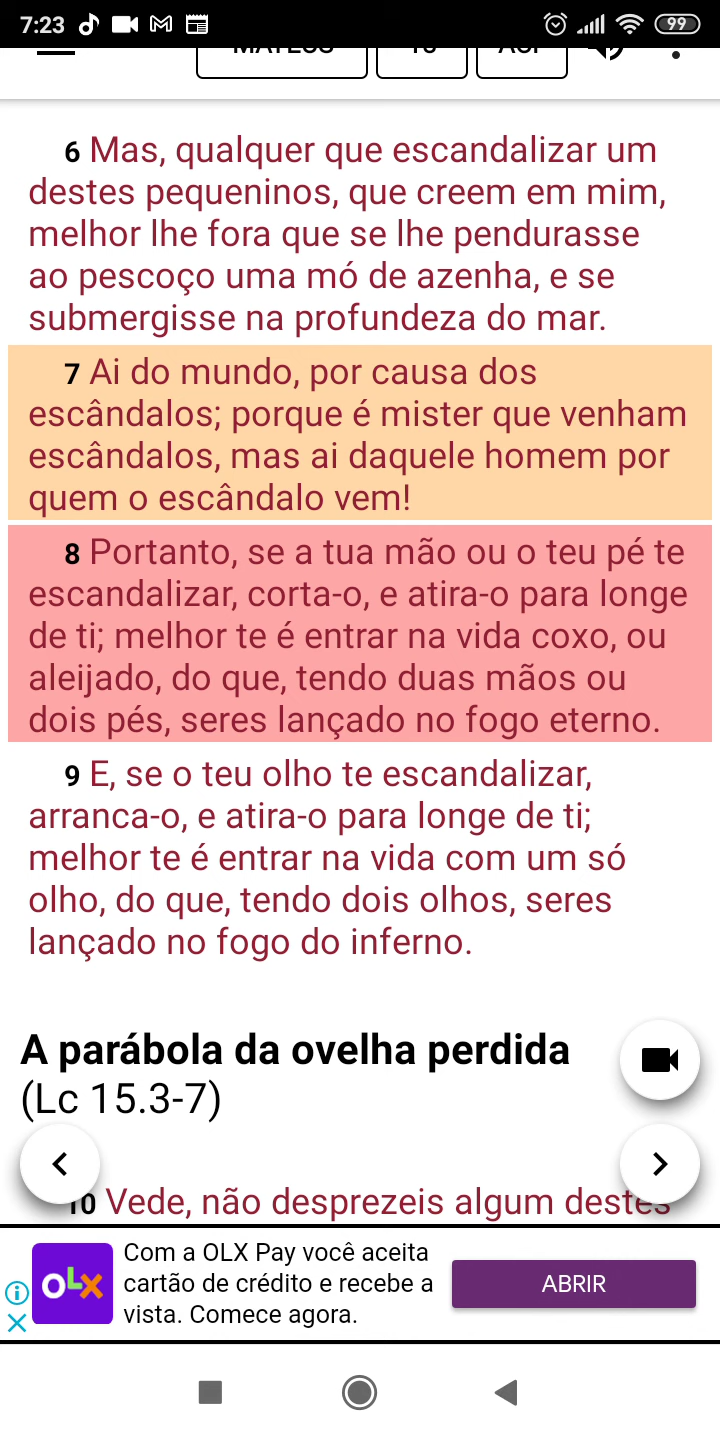 7:23
99
6 Mas, qualquer que escandalizar um
destes pequeninos, que creem em mim,
melhor lhe fora que se lhe pendurasse
ao pescoço uma mó de azenha, e se
submergisse na profundeza do mar.
7 Ai do mundo, por causa dos
escândalos; porque é mister que venham
escândalos, mas ai daquele homem por
quem o escândalo vem!
8 Portanto, se a tua mão ou o teu pé te
escandalizar, corta-o, e atira-o para longe
de ti; melhor te é entrar na vida coxo, ou
aleijado, do que, tendo duas mãos ou
dois pés, seres lançado no fogo eterno.
9 E, se o teu olho te escandalizar,
arranca-o, e atira-o para longe de ti;
melhor te é entrar na vida com um só
olho, do que, tendo dois olhos, seres
lançado no fogo do inferno.
A parábola da ovelha perdida
(Lc 15.3-7)
10 Vede, não desprezeis algum destes
OLX
Com a OLX Pay você aceita
cartão de crédito e recebe a
vista. Comece agora.
ABRIR